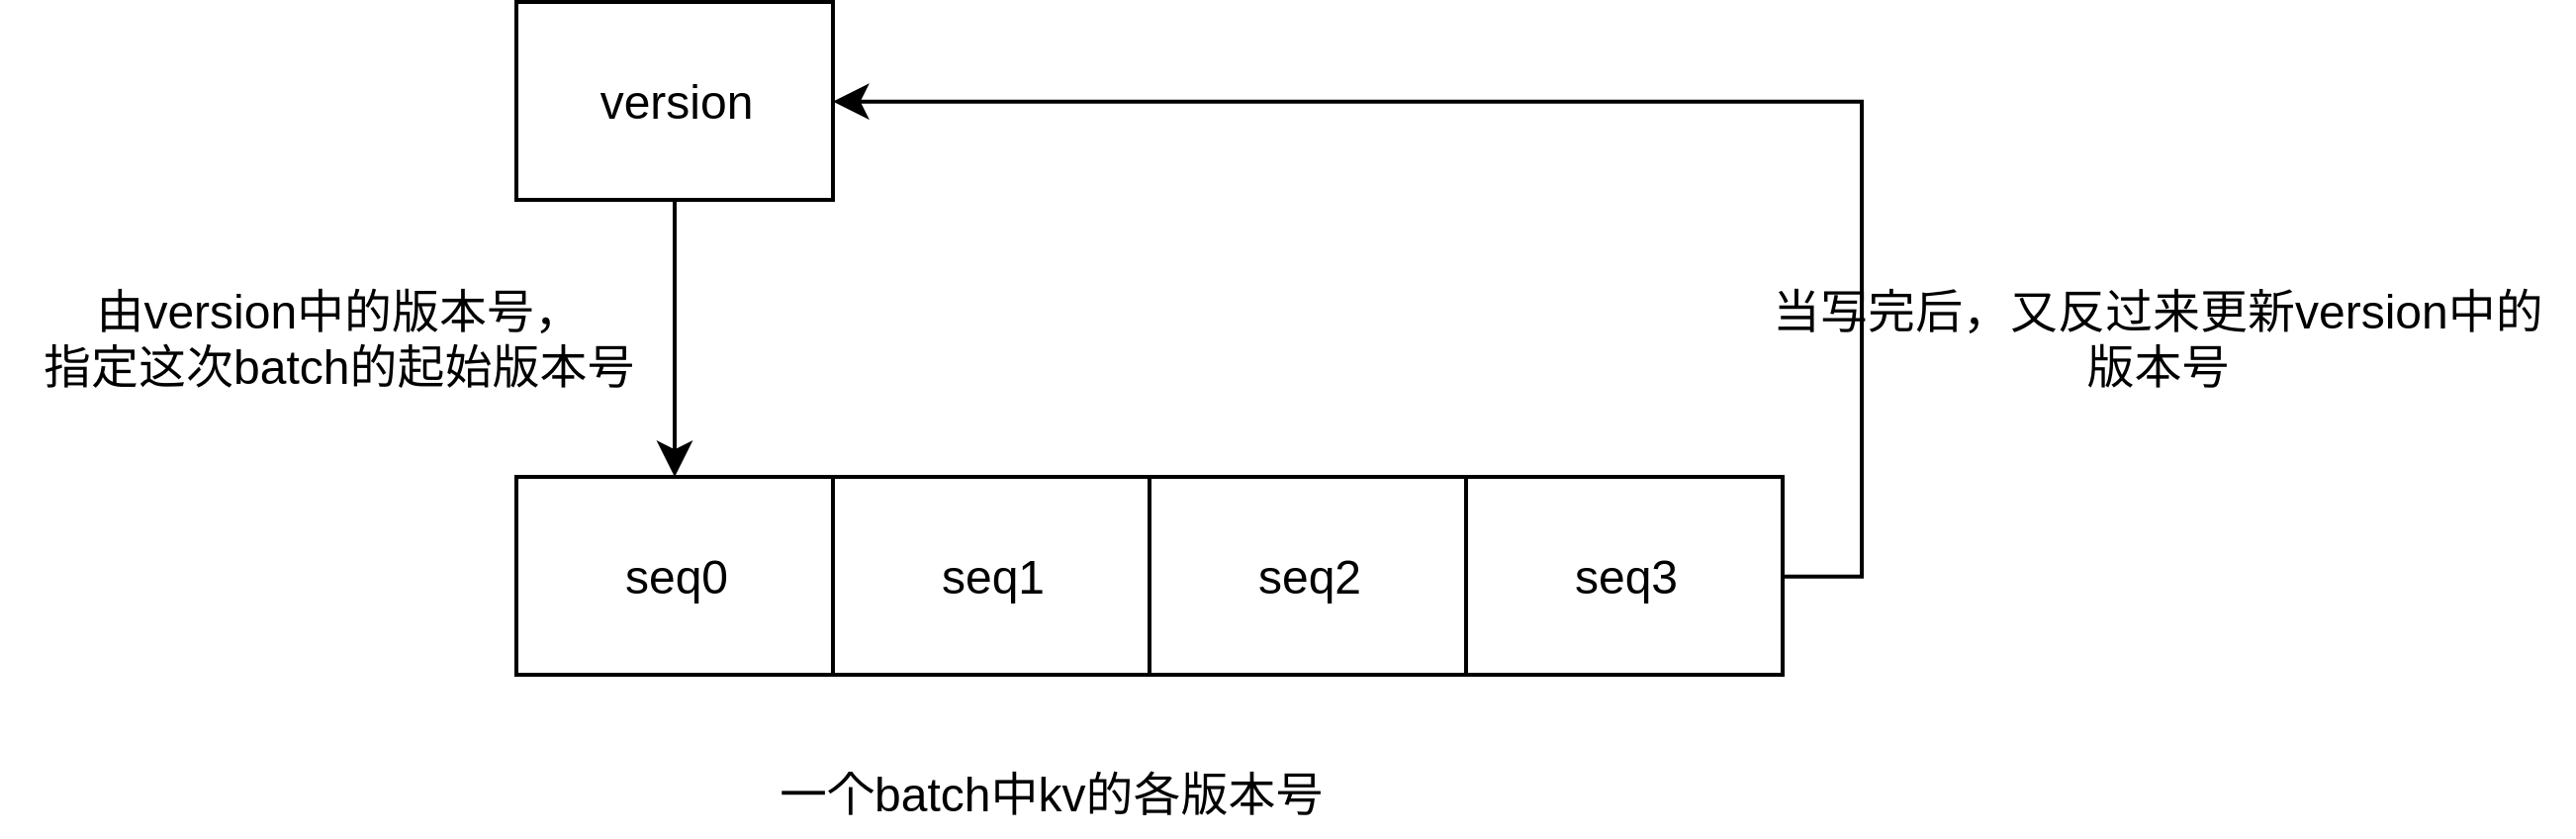 version
由version中的版本号，
指定这次batch的起始版本号
当写完后，又反过来更新version中的
版本号
seq0
seq1
seq2
seq3
一个batch中kv的各版本号